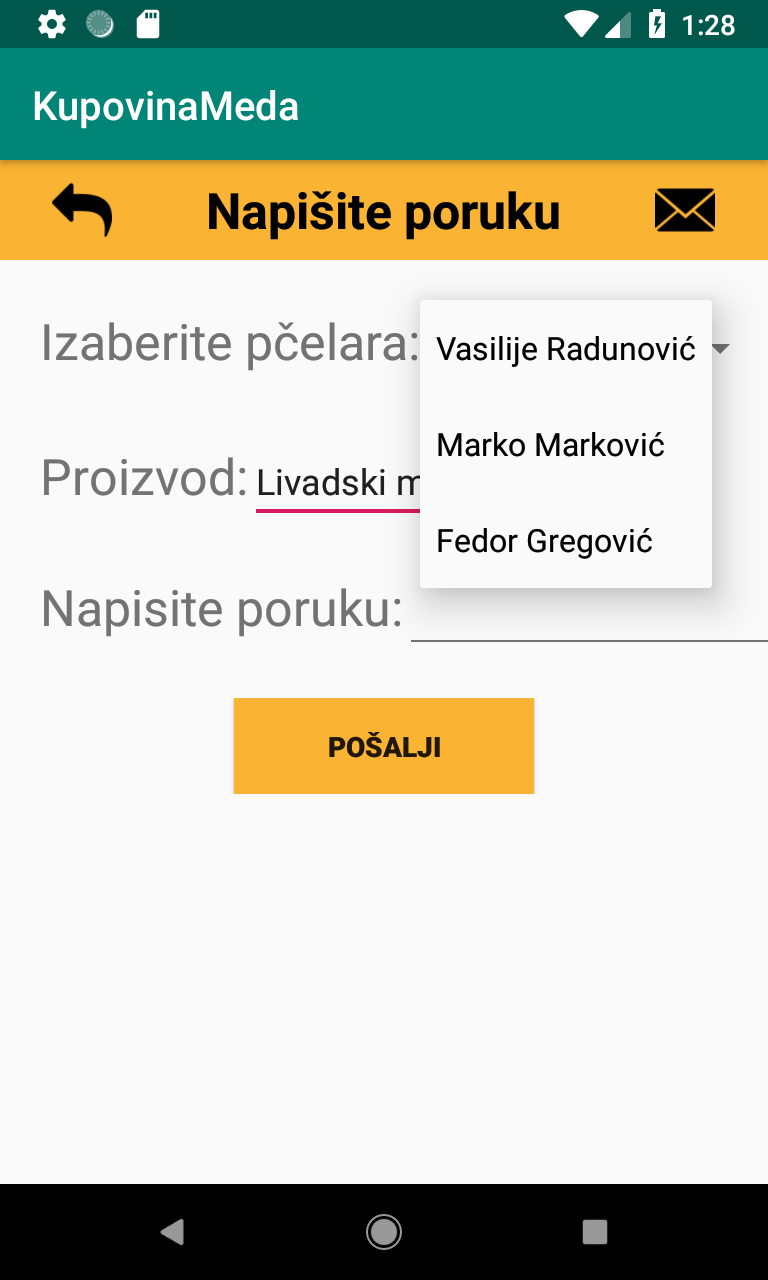 1:28
KupovinaMeda
Napišite poruku
Izaberite pčelara:
Vasilije Radunović
Marko Marković
Proizvod: Livadski
Fedor Gregović
Napisite poruku:
POŠALJI